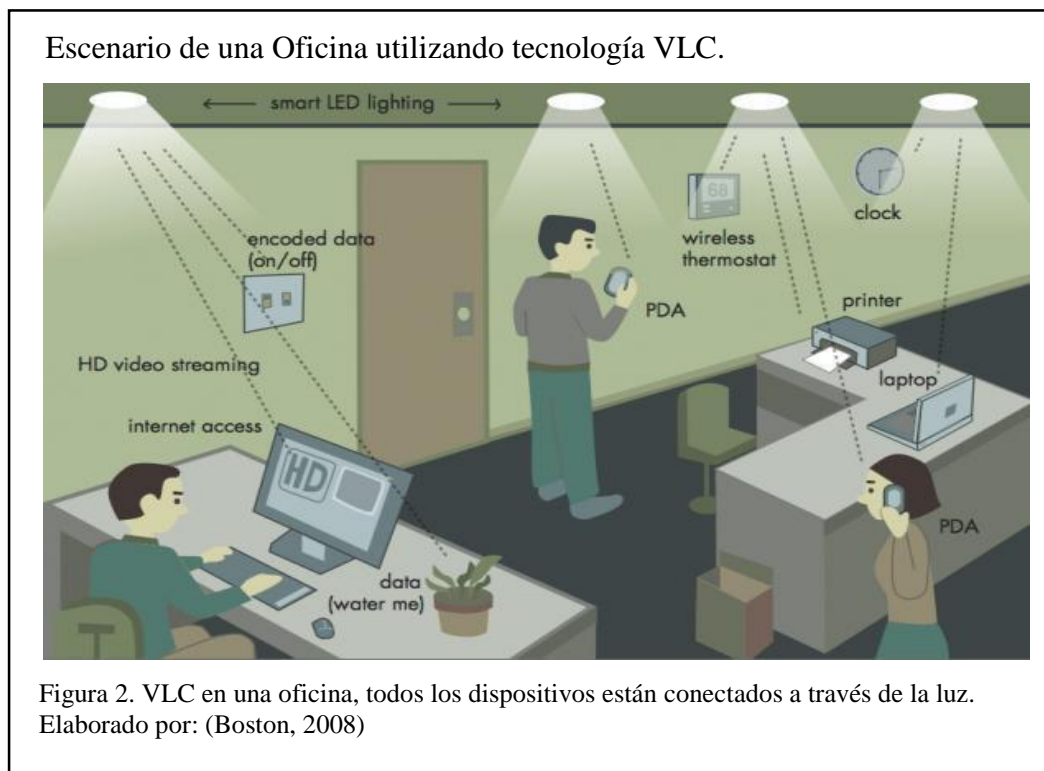 Escenario de una Oficina utilizando tecnología VLC.
smart LED lighting
encoded data
(on/off)
HD video streaming
internet access
HD
data
(water me)
PDA
68
wireless
thermostat
clock
printer
laptop
PDA
Figura 2. VLC en una oficina, todos los dispositivos están conectados a través de la luz.
Elaborado por: (Boston, 2008)